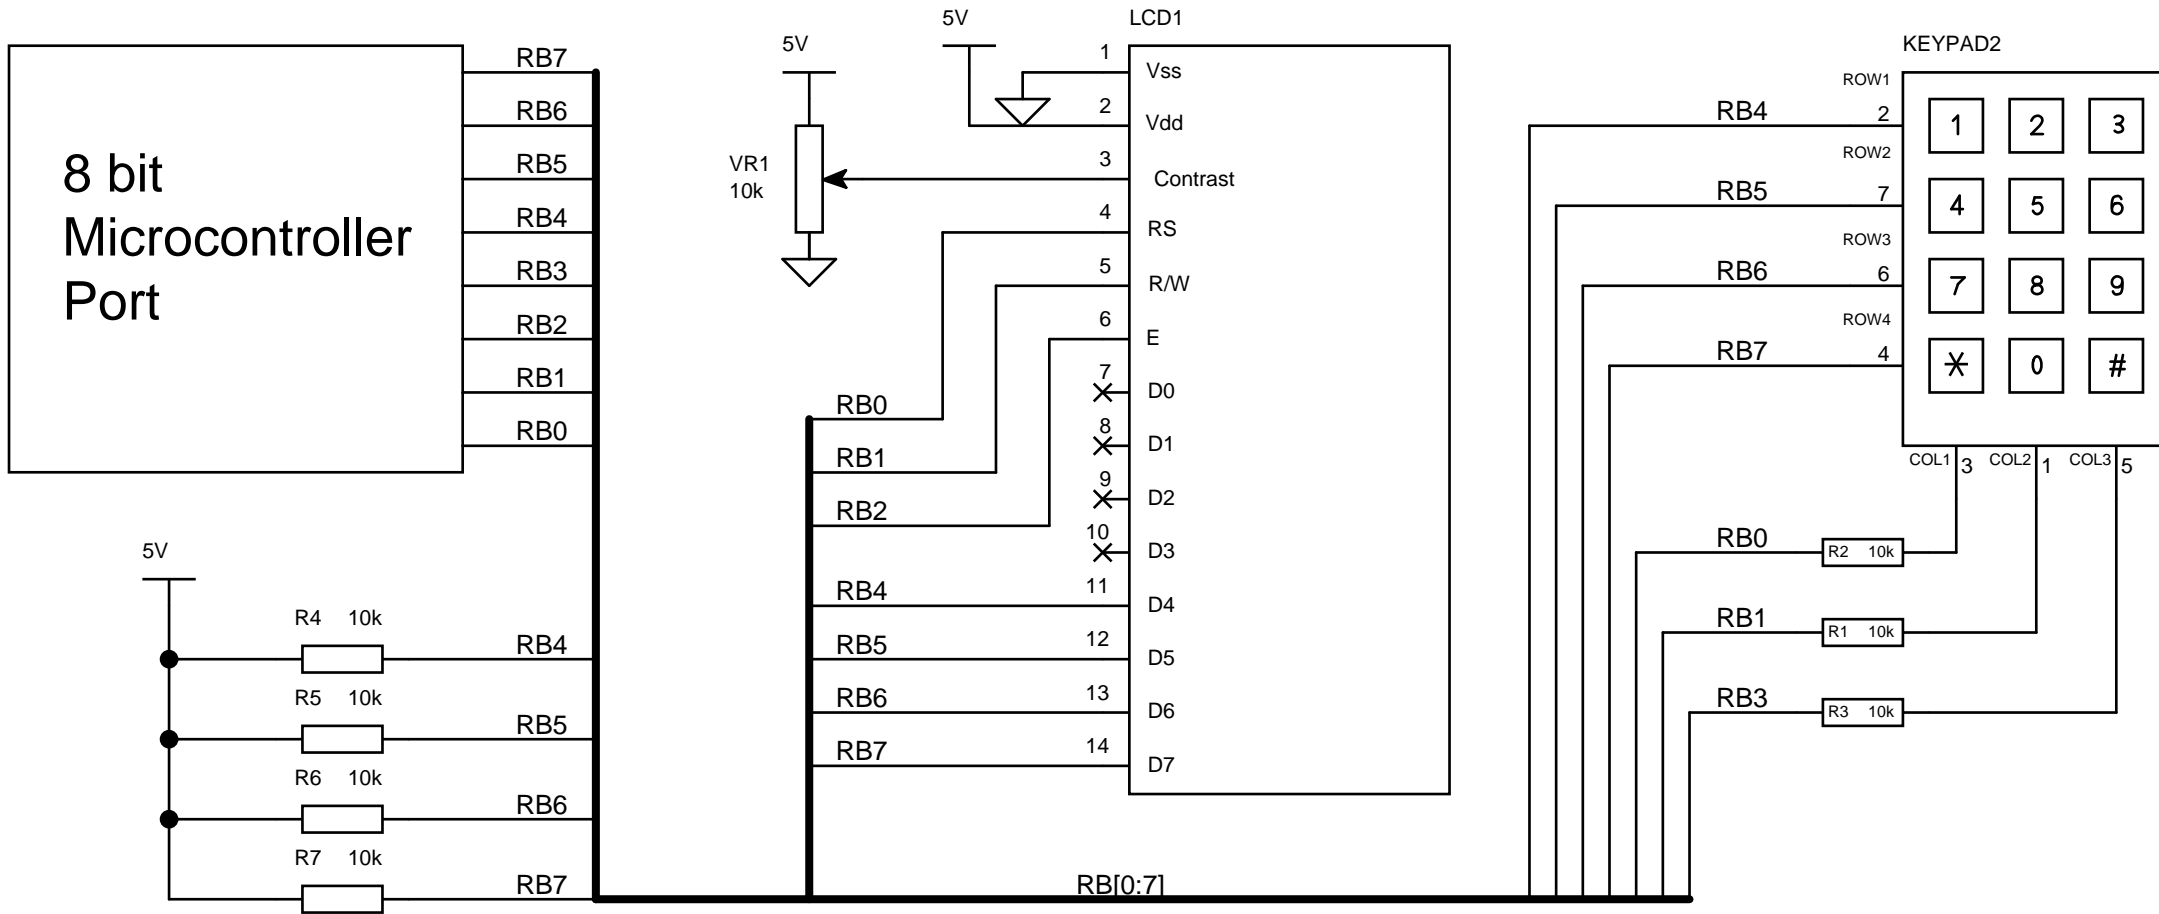 8 bit
Microcontroller
Port
RB7
RB6
RB5
RB4
RB3
RB2
RB1
RB0
5V
R4 10k
RB4
R5 10k
RB5
R6 10k
RB6
R7 10k
RB7
5V
VR1
10k
5V
LCD1
1 Vss
2 Vdd
3 Contrast
4 RS
5 R/W
6 E
7 D0
8 D1
9 D2
10 D3
11 D4
12 D5
13 D6
14 D7
RB0
RB1
RB2
RB4
RB5
RB6
RB7
RB[0:7]
KEYPAD2
ROW1
RB4 2
ROW2
RB5 7
ROW3
RB6 6
ROW4
RB7 4
1 2 3
4 5 6
7 8 9
* 0 #
COL1 3 COL2 1 COL3 5
RB0 R2 10k
RB1 R1 10k
RB3 R3 10k